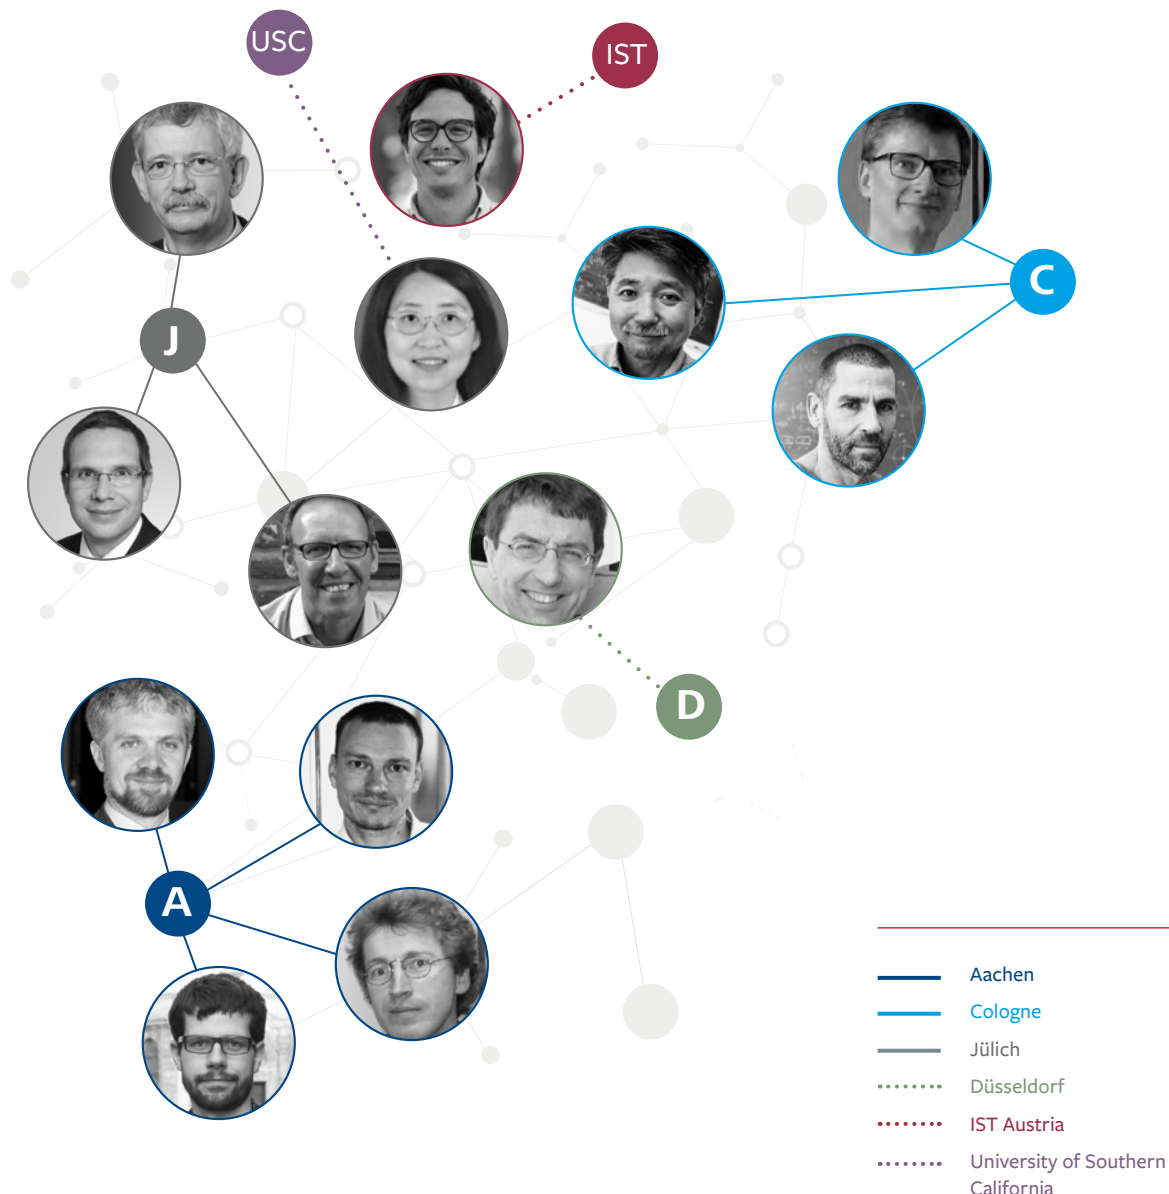 USC
IST
C
J
D
A
Aachen
Cologne
Jülich
Düsseldorf
IST Austria
University of Southern
California